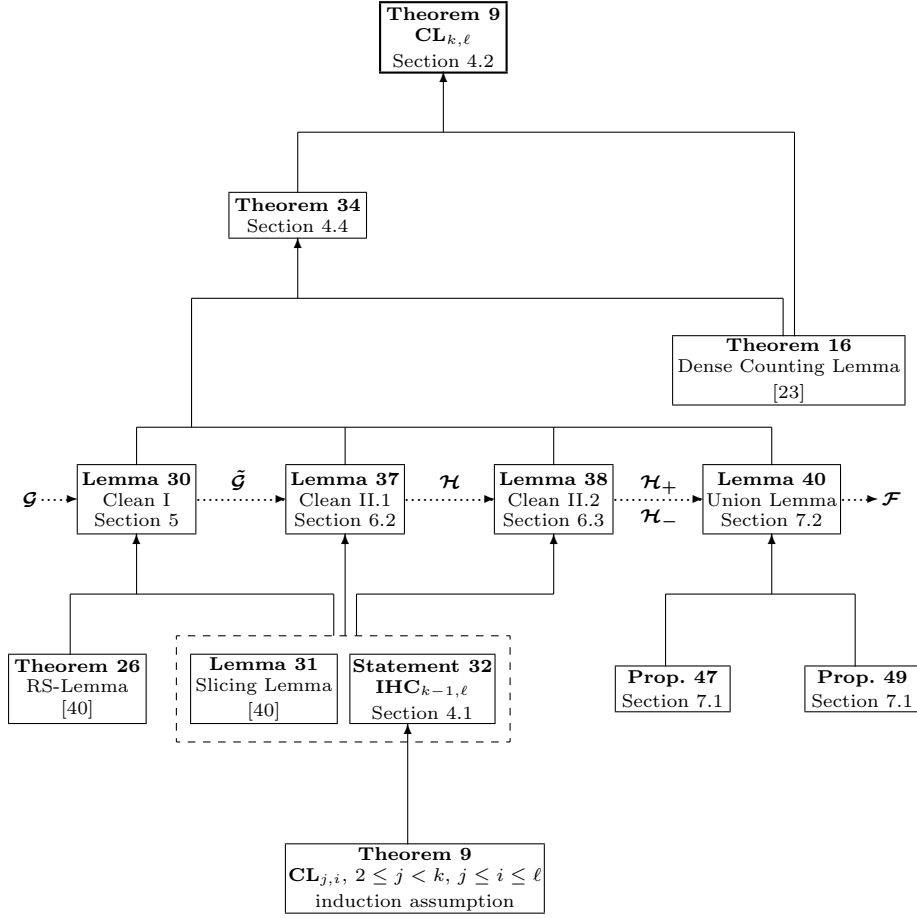 Theorem 9
CL_{k,ℓ}
Section 4.2
Theorem 34
Section 4.4
Theorem 16
Dense Counting Lemma
[23]
𝓖
Lemma 30
Clean I
Section 5
𝓖̃
Lemma 37
Clean II.1
Section 6.2
𝓗
Lemma 38
Clean II.2
Section 6.3
𝓗₊
𝓗₋
Lemma 40
Union Lemma
Section 7.2
𝓕
Theorem 26
RS-Lemma
[40]
Lemma 31
Slicing Lemma
[40]
Statement 32
IHC_{k−1,ℓ}
Section 4.1
Prop. 47
Section 7.1
Prop. 49
Section 7.1
Theorem 9
CL_{j,i}, 2 ≤ j < k, j ≤ i ≤ ℓ
induction assumption